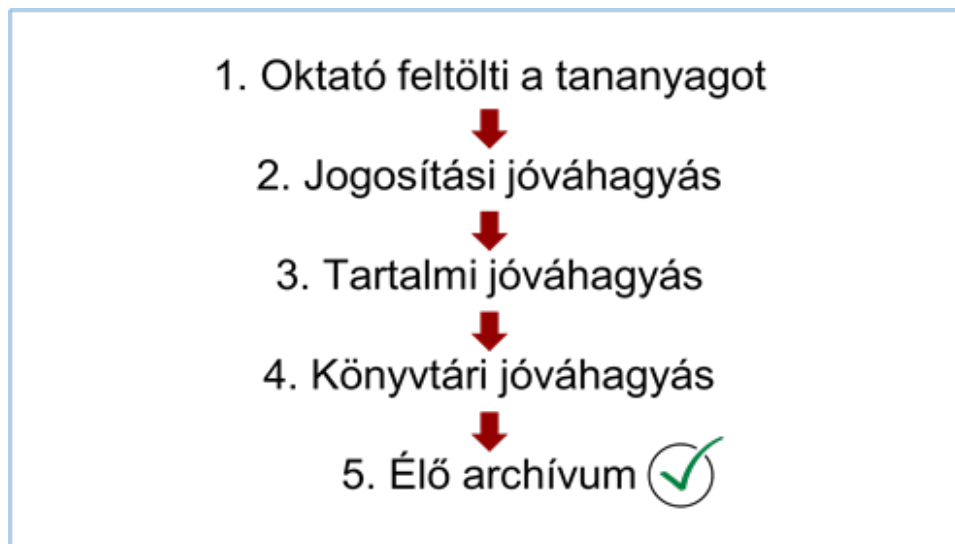 1. Oktató feltölti a tananyagot
2. Jogosítási jóváhagyás
3. Tartalmi jóváhagyás
4. Könyvtári jóváhagyás
5. Élő archívum